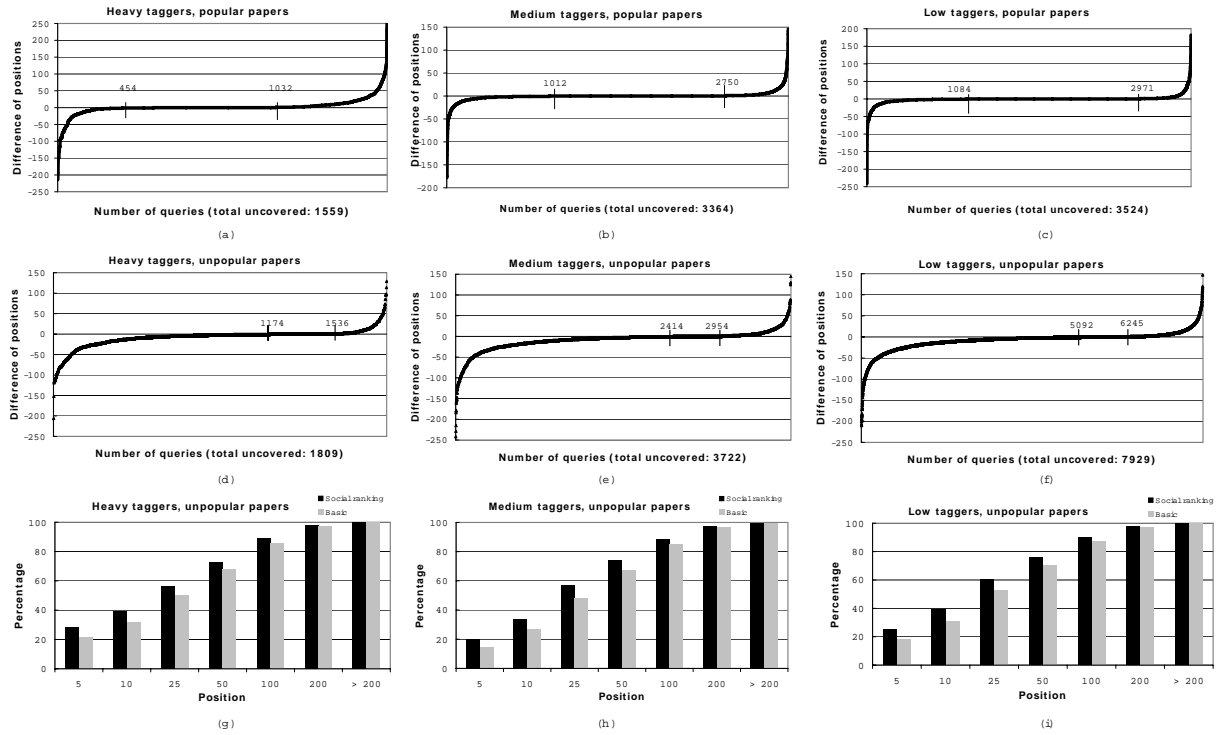 Heavy taggers, popular papers
250
200
150
100
50
0
-50
-100
-150
-200
-250
Difference of positions
454
1032
Number of queries (total uncovered: 1559)
(a)
Medium taggers, popular papers
150
100
50
0
-50
-100
-150
-200
Difference of positions
1012
2750
Number of queries (total uncovered: 3364)
(b)
Low taggers, popular papers
200
150
100
50
0
-50
-100
-150
-200
-250
Difference of positions
1084
2971
Number of queries (total uncovered: 3524)
(c)
Heavy taggers, unpopular papers
150
100
50
0
-50
-100
-150
-200
-250
Difference of positions
1174
1536
Number of queries (total uncovered: 1809)
(d)
Medium taggers, unpopular papers
150
100
50
0
-50
-100
-150
-200
-250
Difference of positions
2414
2954
Number of queries (total uncovered: 3722)
(e)
Low taggers, unpopular papers
150
100
50
0
-50
-100
-150
-200
-250
Difference of positions
5092
6245
Number of queries (total uncovered: 7929)
(f)
Heavy taggers, unpopular papers
Socialranking
Basic
100
80
60
40
20
0
Percentage
5 10 25 50 100 200 > 200
Position
(g)
Medium taggers, unpopular papers
Socialranking
Basic
100
80
60
40
20
0
Percentage
5 10 25 50 100 200 > 200
Position
(h)
Low taggers, unpopular papers
Socialranking
Basic
100
80
60
40
20
0
Percentage
5 10 25 50 100 200 > 200
Position
(i)